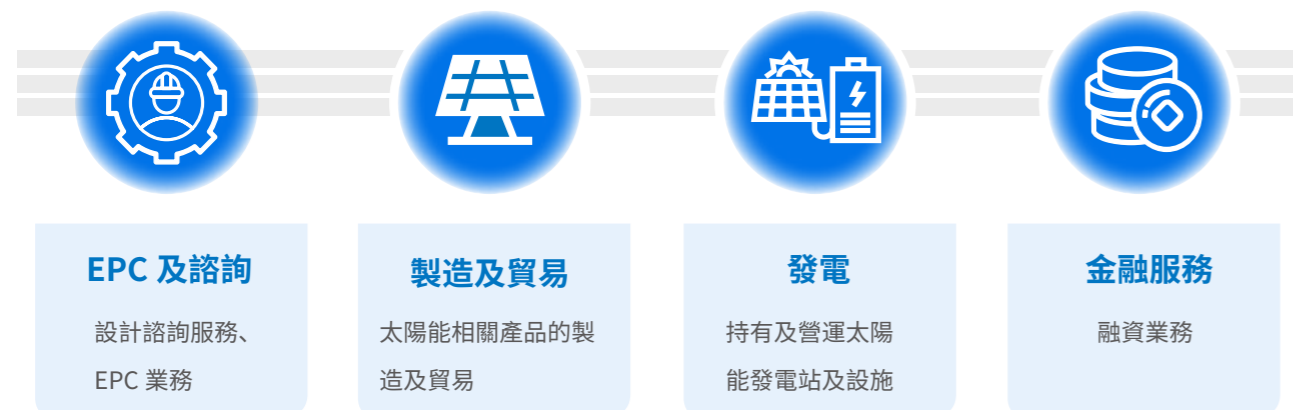 EPC 及諮詢
設計諮詢服務、
EPC 業務
製造及貿易
太陽能相關產品的製
造及貿易
發電
持有及營運太陽
能發電站及設施
金融服務
融資業務